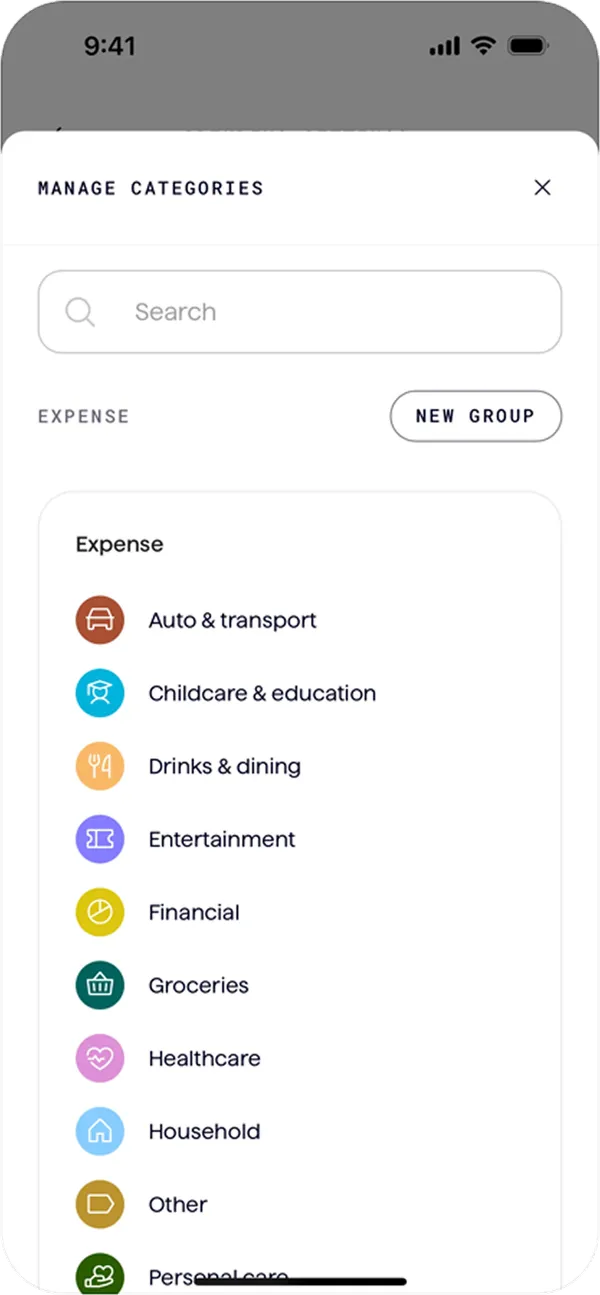 9:41
MANAGE CATEGORIES
Search
EXPENSE
NEW GROUP
Expense
Auto & transport
Childcare & education
Drinks & dining
Entertainment
Financial
Groceries
Healthcare
Household
Other
Personal care